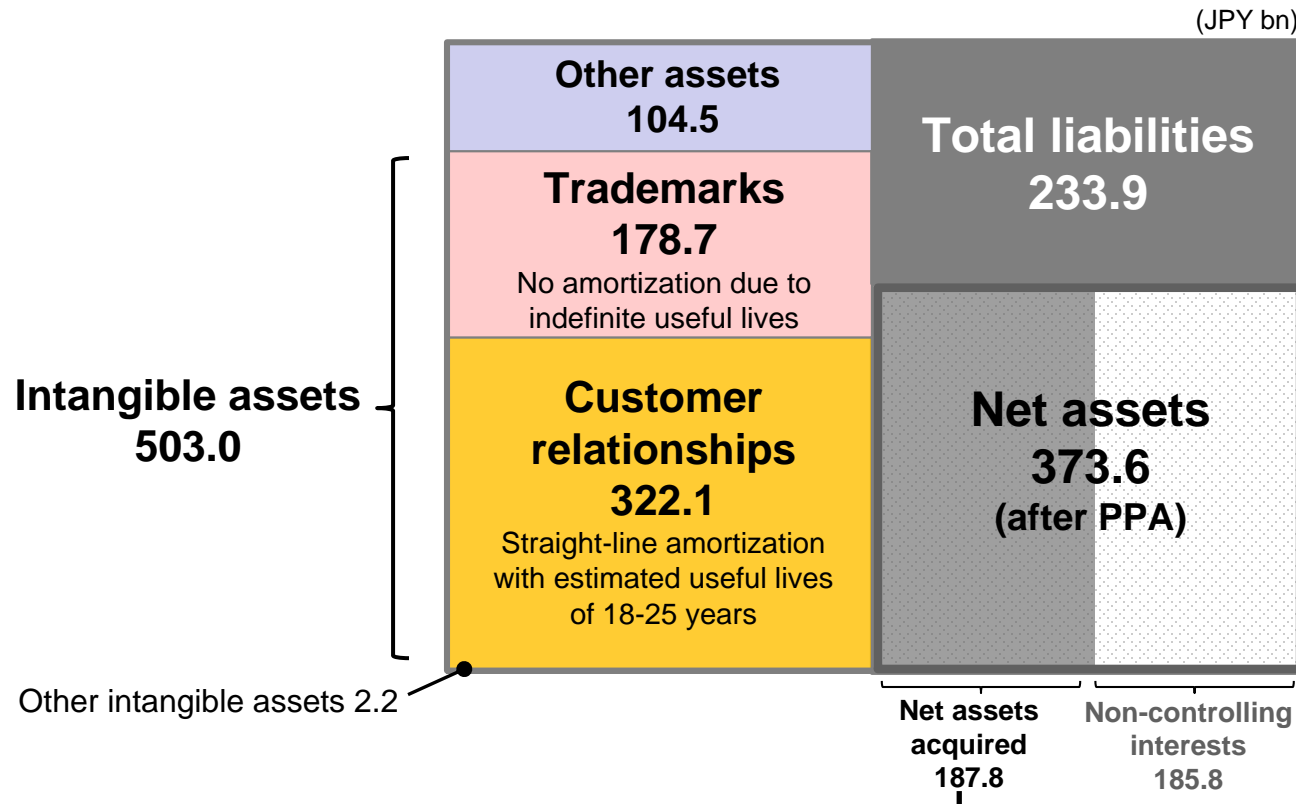 (JPY bn)
Other assets
104.5
Total liabilities
233.9
Trademarks
178.7
No amortization due to
indefinite useful lives
Intangible assets
503.0
Customer
relationships
322.1
Straight-line amortization
with estimated useful lives
of 18-25 years
Net assets
373.6
(after PPA)
Other intangible assets 2.2
Net assets
acquired
187.8
Non-controlling
interests
185.8